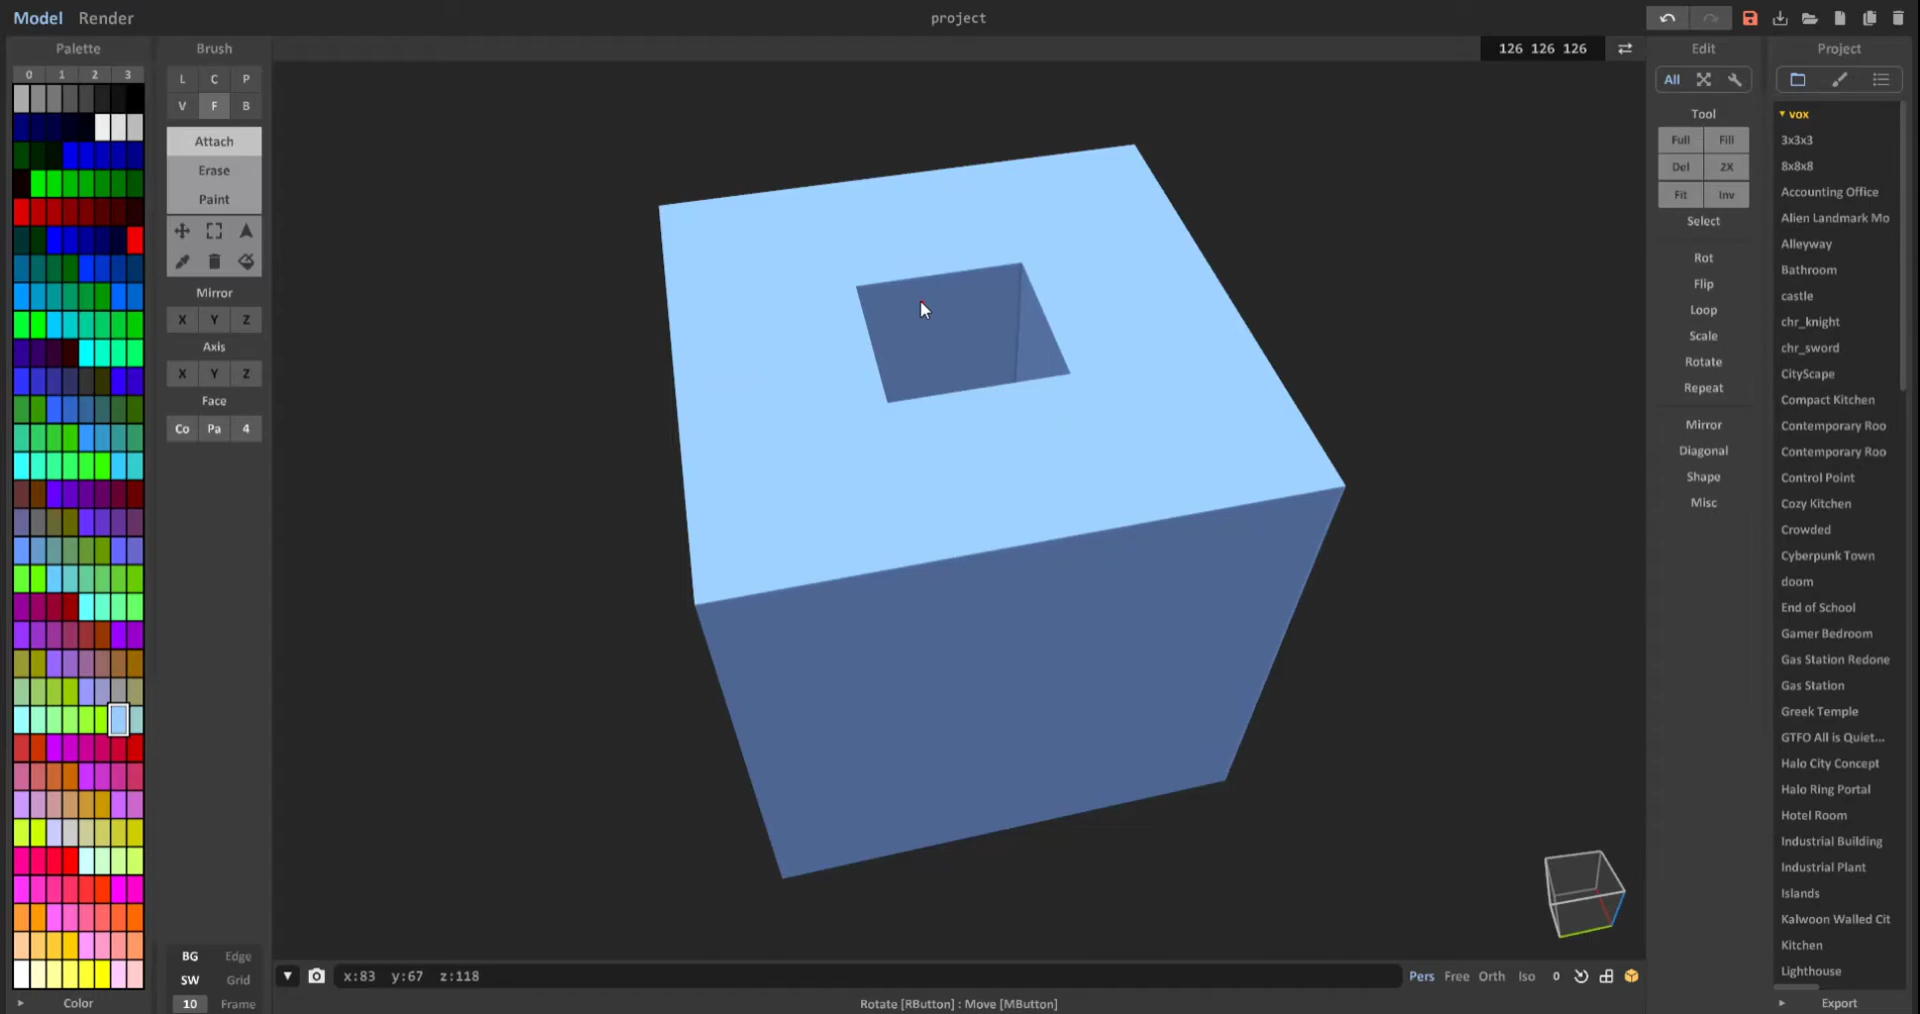 Model Render
project
Palette
0 1 2 3
Color
Brush
L C P
V F B
Attach
Erase
Paint
Mirror
X Y Z
Axis
X Y Z
Face
Co Pa 4
BG Edge
SW Grid
10 Frame
126 126 126
x:83 y:67 z:118
Pers Free Orth Iso 0
Rotate [RButton] : Move [MButton]
Edit
All
Tool
Full Fill
Del 2X
Fit Inv
Select
Rot
Flip
Loop
Scale
Rotate
Repeat
Mirror
Diagonal
Shape
Misc
Project
vox
3x3x3
8x8x8
Accounting Office
Alien Landmark Mo
Alleyway
Bathroom
castle
chr_knight
chr_sword
CityScape
Compact Kitchen
Contemporary Roo
Contemporary Roo
Control Point
Cozy Kitchen
Crowded
Cyberpunk Town
doom
End of School
Gamer Bedroom
Gas Station Redone
Gas Station
Greek Temple
GTFO All is Quiet...
Halo City Concept
Halo Ring Portal
Hotel Room
Industrial Building
Industrial Plant
Islands
Kalwoon Walled Cit
Kitchen
Lighthouse
Export